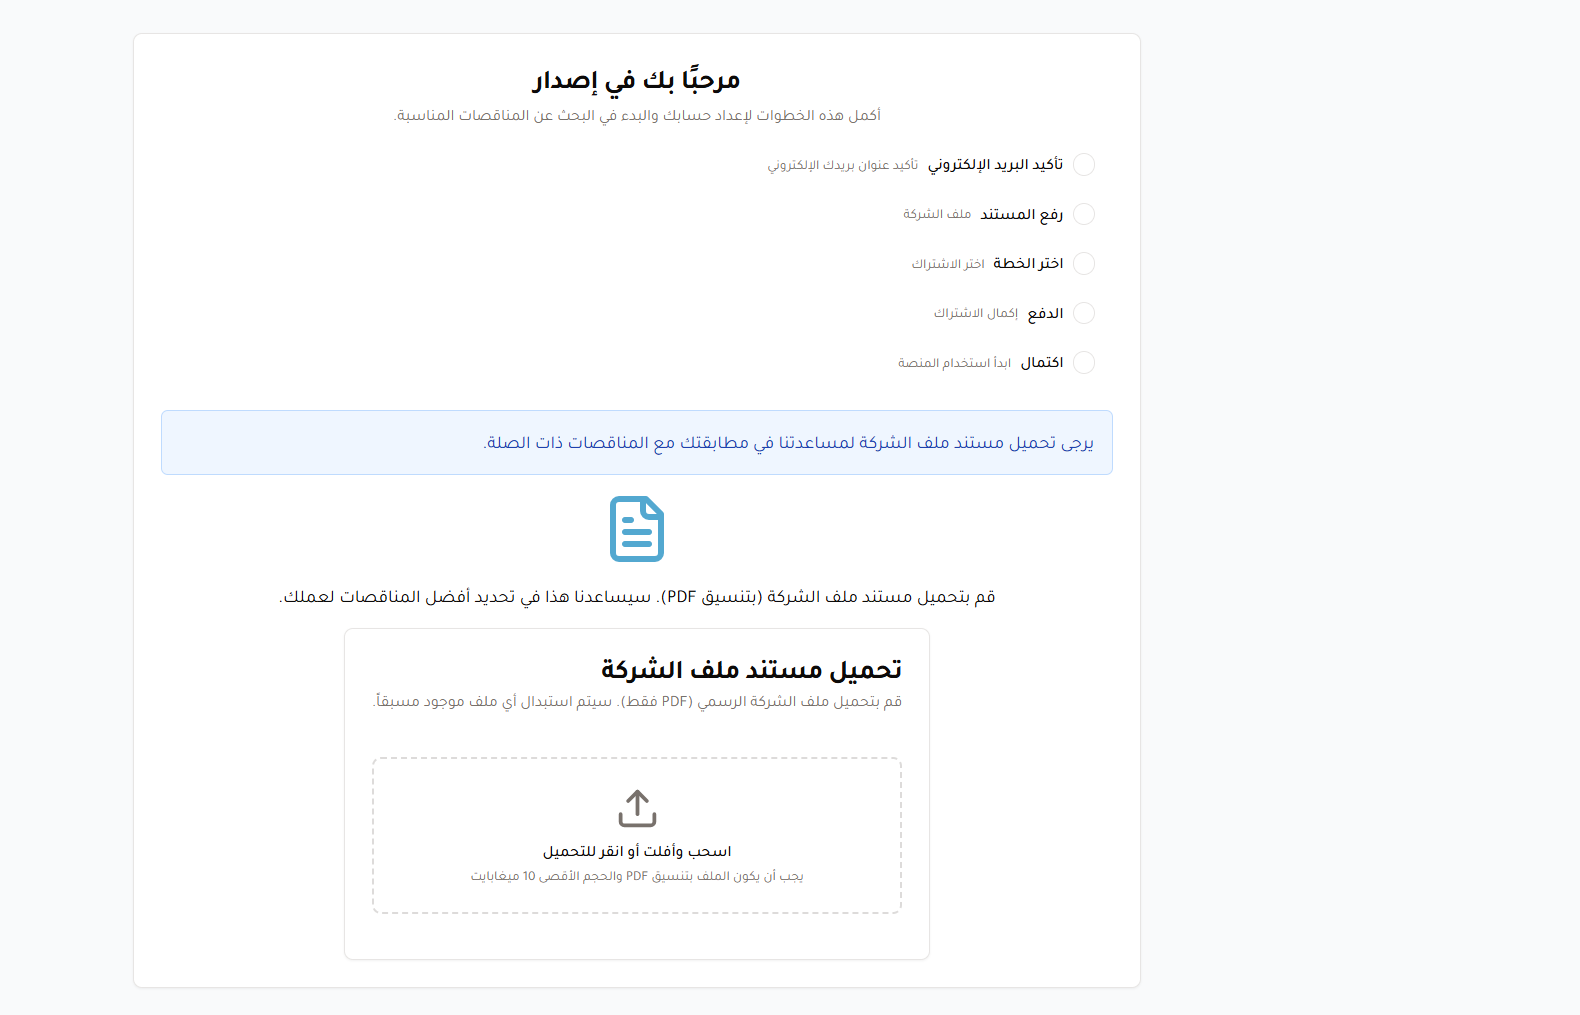 مرحبًا بك في إصدار
أكمل هذه الخطوات لإعداد حسابك والبدء في البحث عن المناقصات المناسبة.
تأكيد البريد الإلكتروني تأكيد عنوان بريدك الإلكتروني
رفع المستند ملف الشركة
اختر الخطة اختر الاشتراك
الدفع إكمال الاشتراك
اكتمال ابدأ استخدام المنصة
يرجى تحميل مستند ملف الشركة لمساعدتنا في مطابقتك مع المناقصات ذات الصلة.
قم بتحميل مستند ملف الشركة (بتنسيق PDF). سيساعدنا هذا في تحديد أفضل المناقصات لعملك.
تحميل مستند ملف الشركة
قم بتحميل ملف الشركة الرسمي (PDF فقط). سيتم استبدال أي ملف موجود مسبقاً.
اسحب وأفلت أو انقر للتحميل
يجب أن يكون الملف بتنسيق PDF والحجم الأقصى 10 ميغابايت